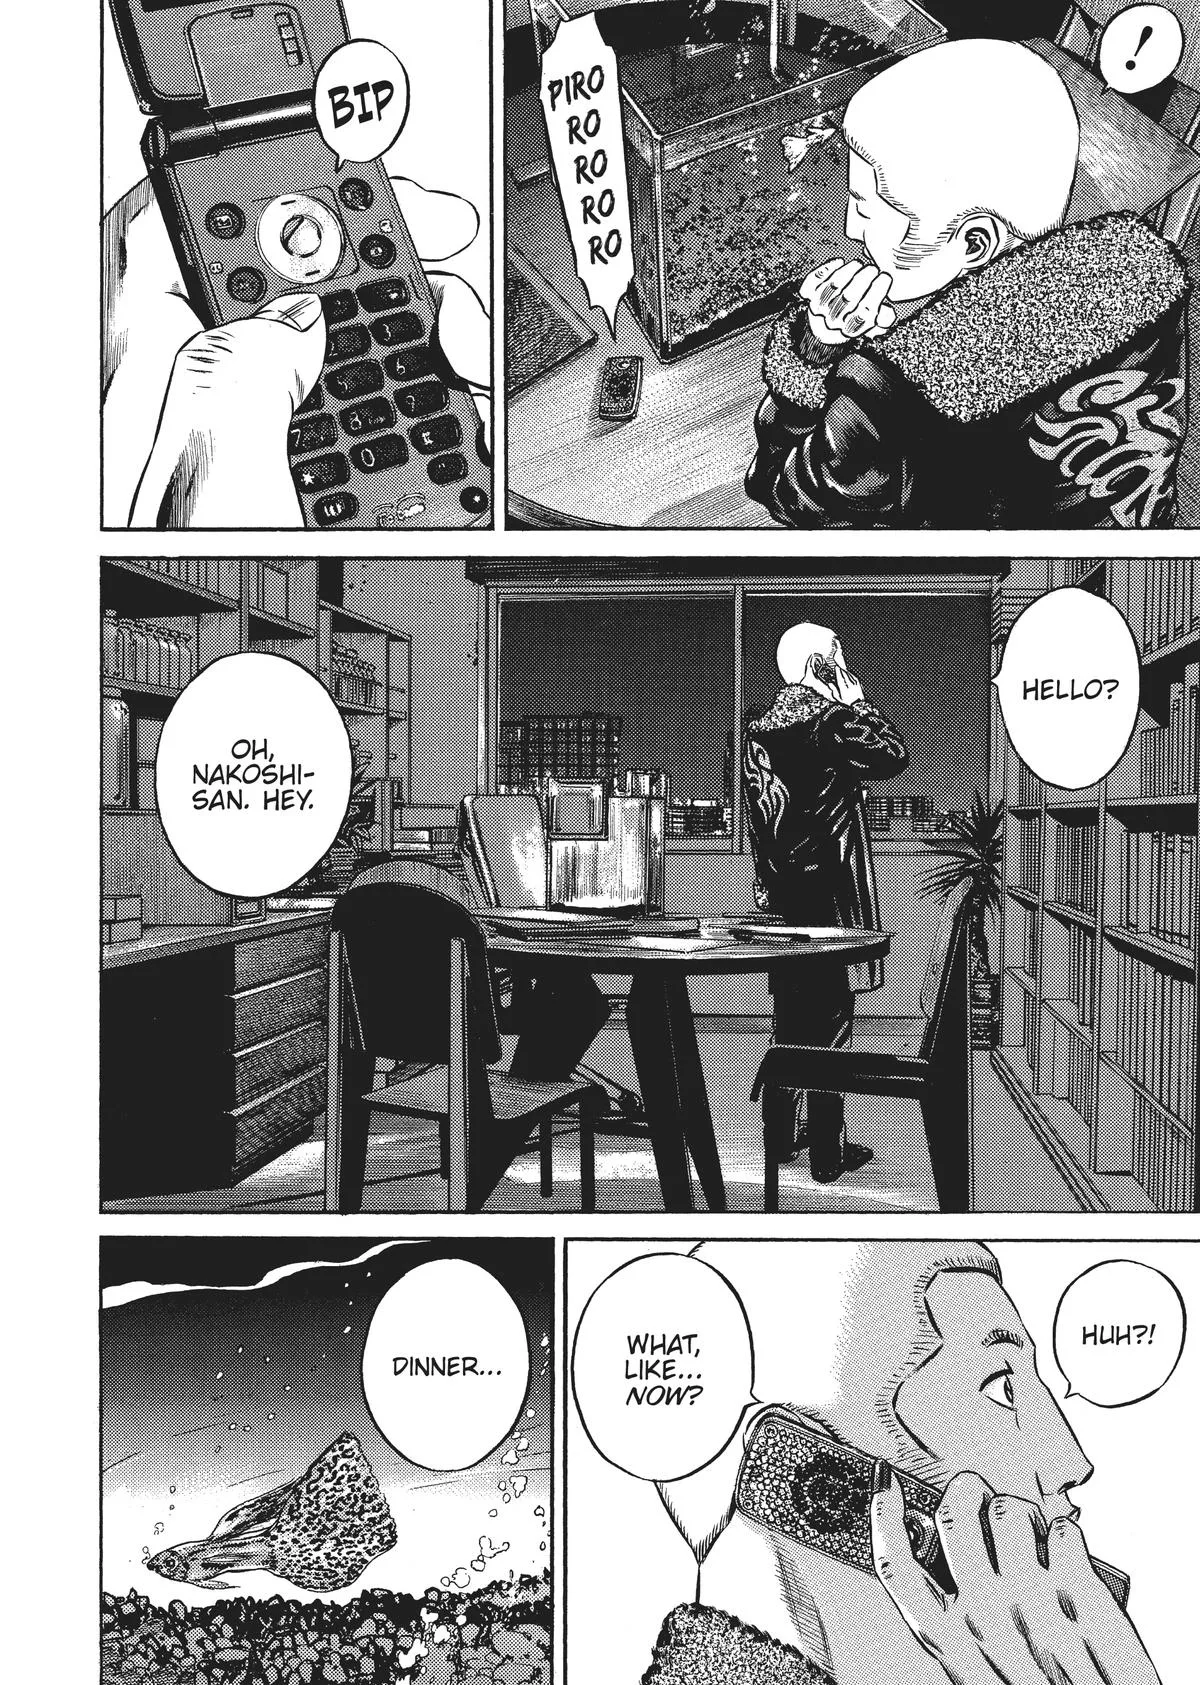 !
PIRO
RO
RO
RO
RO
BIP
HELLO?
OH,
NAKOSHI-
SAN. HEY.
HUH?!
WHAT,
LIKE...
NOW?
DINNER...